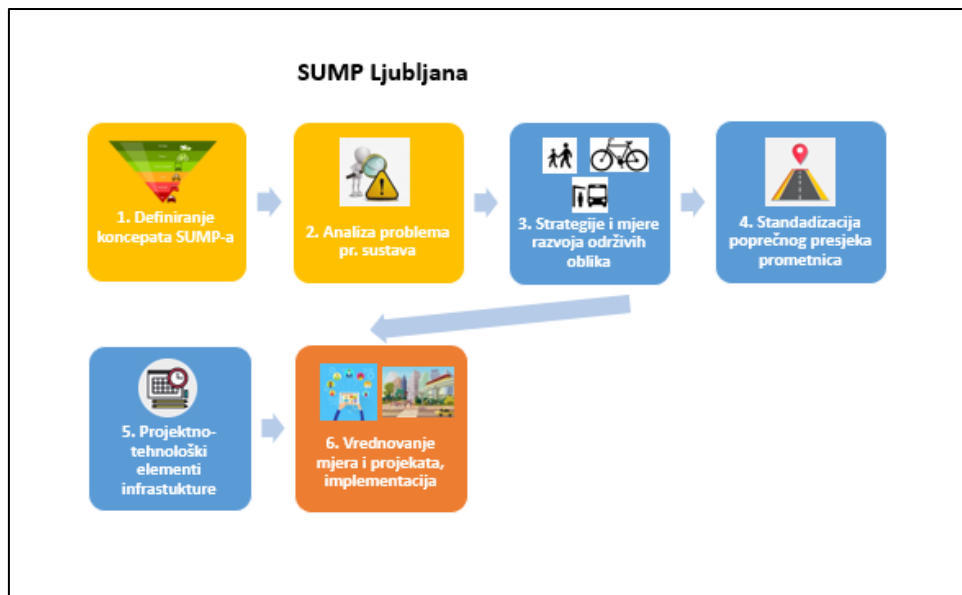 SUMP Ljubljana
1. Definiranje
koncepata SUMP-a
2. Analiza problema
pr. sustava
3. Strategije i mjere
razvoja održivih
oblika
4. Standadizacija
poprečnog presjeka
prometnica
5. Projektno-
tehnološki
elementi
infrastukture
6. Vrednovanje
mjera i projekata,
implementacija